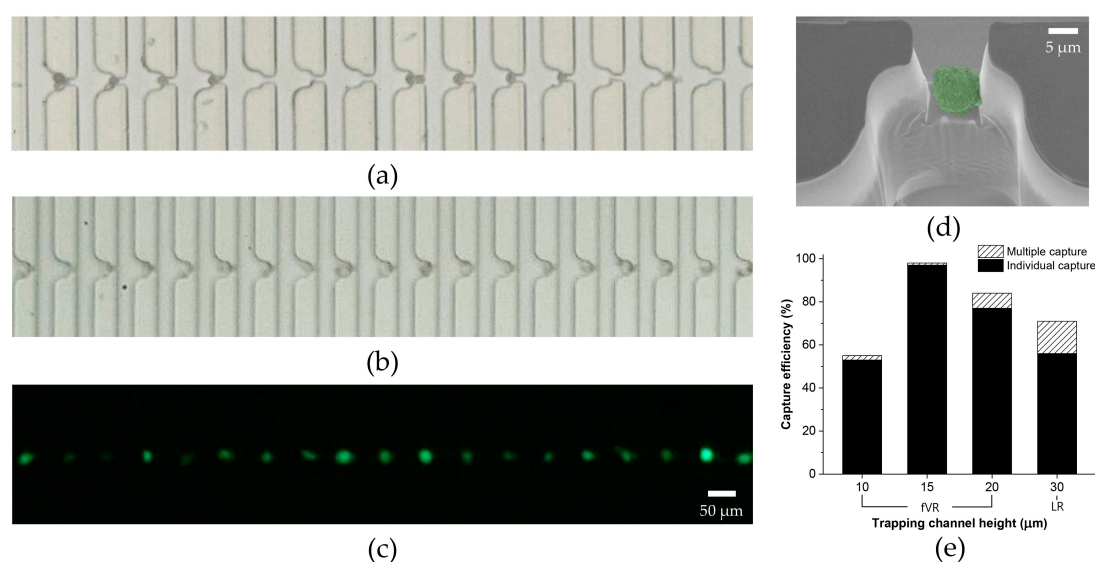 (a)
(b)
50 μm
(c)
5 μm
(d)
Multiple capture
Individual capture
Capture efficiency (%)
100
80
60
40
20
0
10 15 20 30
fVR LR
Trapping channel height (μm)
(e)